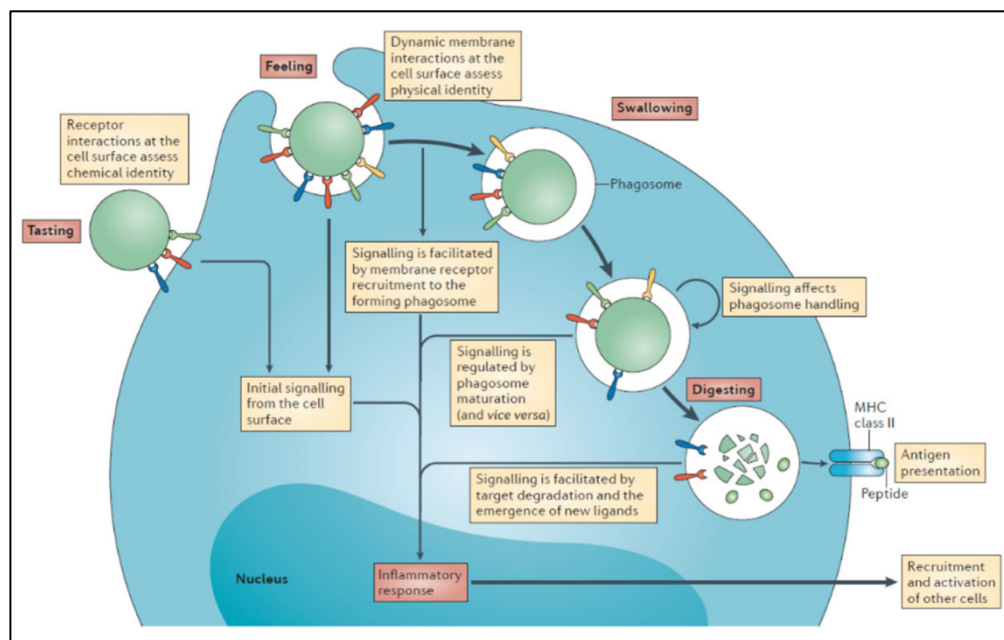 Feeling
Dynamic membrane
interactions at the
cell surface assess
physical identity
Swallowing
Receptor
interactions at the
cell surface assess
chemical identity
Tasting
Phagosome
Signalling is facilitated
by membrane receptor
recruitment to the
forming phagosome
Signalling affects
phagosome handling
Signalling is
regulated by
phagosome
maturation
(and vice versa)
Initial signalling
from the cell
surface
Digesting
MHC
class II
Antigen
presentation
Peptide
Signalling is facilitated by
target degradation and the
emergence of new ligands
Nucleus
Inflammatory
response
Recruitment
and activation
of other cells